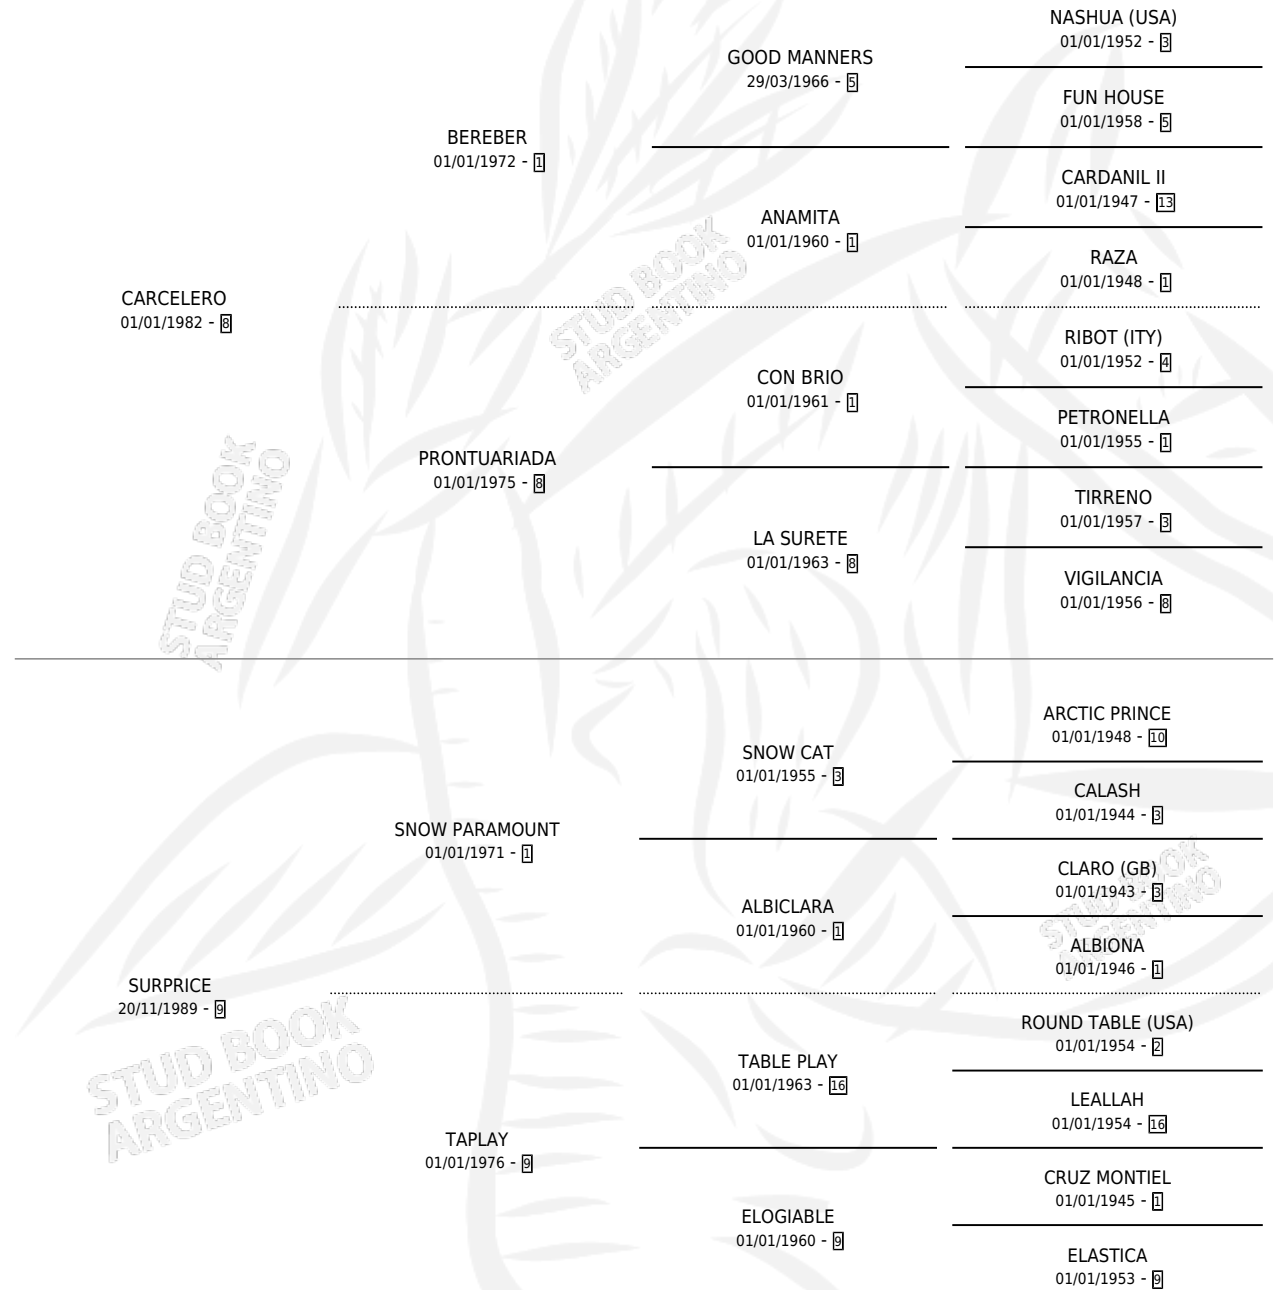 NASHUA (USA)
01/01/1952 - 3
GOOD MANNERS
29/03/1966 - 5
FUN HOUSE
01/01/1958 - 5
BEREBER
01/01/1972 - 1
CARDANIL II
01/01/1947 - 13
ANAMITA
01/01/1960 - 1
RAZA
01/01/1948 - 1
CARCELERO
01/01/1982 - 8
RIBOT (ITY)
01/01/1952 - 4
CON BRIO
01/01/1961 - 1
PETRONELLA
01/01/1955 - 1
PRONTUARIADA
01/01/1975 - 8
TIRRENO
01/01/1957 - 3
LA SURETE
01/01/1963 - 8
VIGILANCIA
01/01/1956 - 8
STUD BOOK
ARGENTINO
STUD BOOK
ARGENTINO
ARCTIC PRINCE
01/01/1948 - 10
SNOW CAT
01/01/1955 - 3
CALASH
01/01/1944 - 3
SNOW PARAMOUNT
01/01/1971 - 1
CLARO (GB)
01/01/1943 - 3
ALBICLARA
01/01/1960 - 1
ALBIONA
01/01/1946 - 1
SURPRICE
20/11/1989 - 9
ROUND TABLE (USA)
01/01/1954 - 2
TABLE PLAY
01/01/1963 - 16
LEALLAH
01/01/1954 - 16
TAPLAY
01/01/1976 - 9
CRUZ MONTIEL
01/01/1945 - 1
ELOGIABLE
01/01/1960 - 9
ELASTICA
01/01/1953 - 9
STUD BOOK
ARGENTINO
STUD BOOK
ARGENTINO